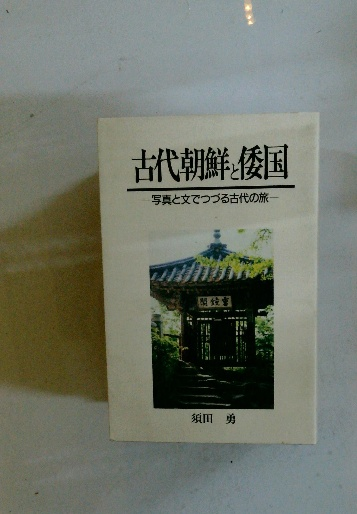 古代朝鮮と倭国
―写真と文でつづる古代の旅―
須田 勇